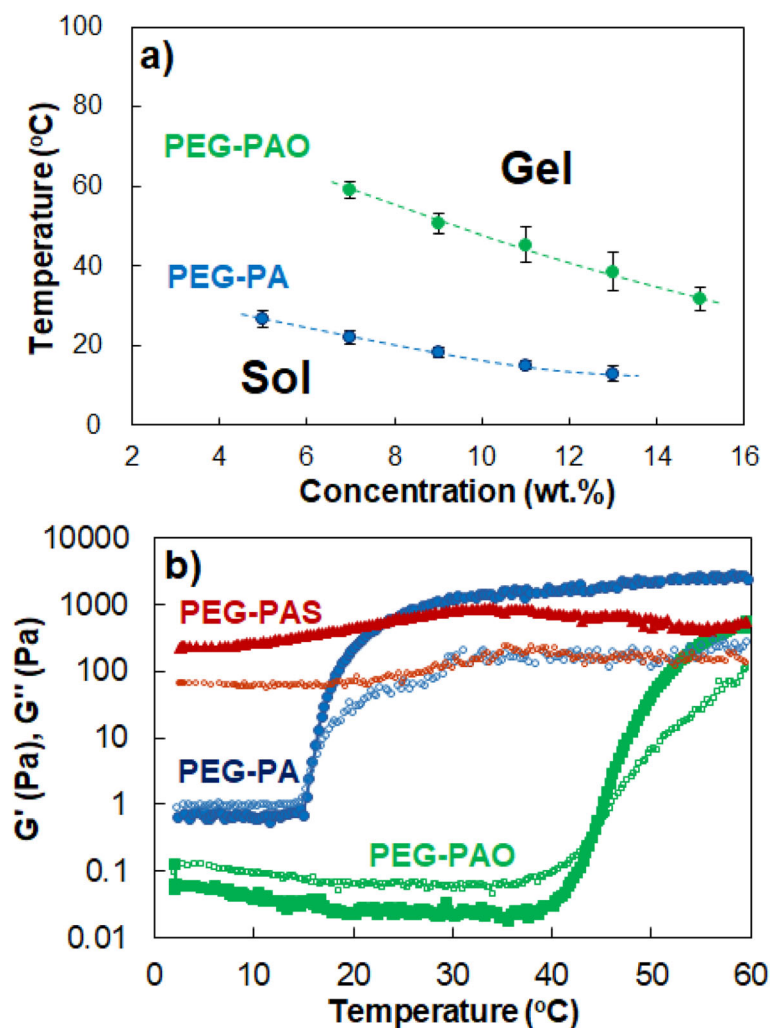 a)
100
80
60
40
20
0
Temperature (°C)
PEG-PAO
Gel
PEG-PA
Sol
2 4 6 8 10 12 14 16
Concentration (wt.%)
b)
10000
1000
100
10
1
0.1
0.01
G' (Pa), G'' (Pa)
PEG-PAS
PEG-PA
PEG-PAO
0 10 20 30 40 50 60
Temperature (°C)